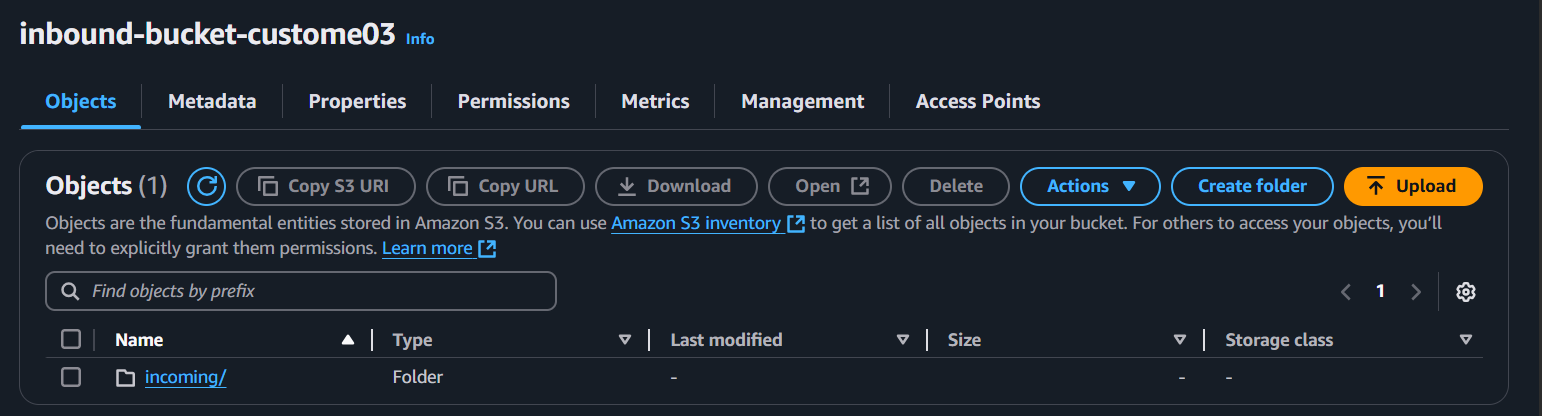 inbound-bucket-custome03 Info
Objects Metadata Properties Permissions Metrics Management Access Points
Objects (1) Copy S3 URI Copy URL Download Open Delete Actions Create folder Upload
Objects are the fundamental entities stored in Amazon S3. You can use Amazon S3 inventory to get a list of all objects in your bucket. For others to access your objects, you'll
need to explicitly grant them permissions. Learn more
Find objects by prefix 1
Name Type Last modified Size Storage class
incoming/ Folder - - -